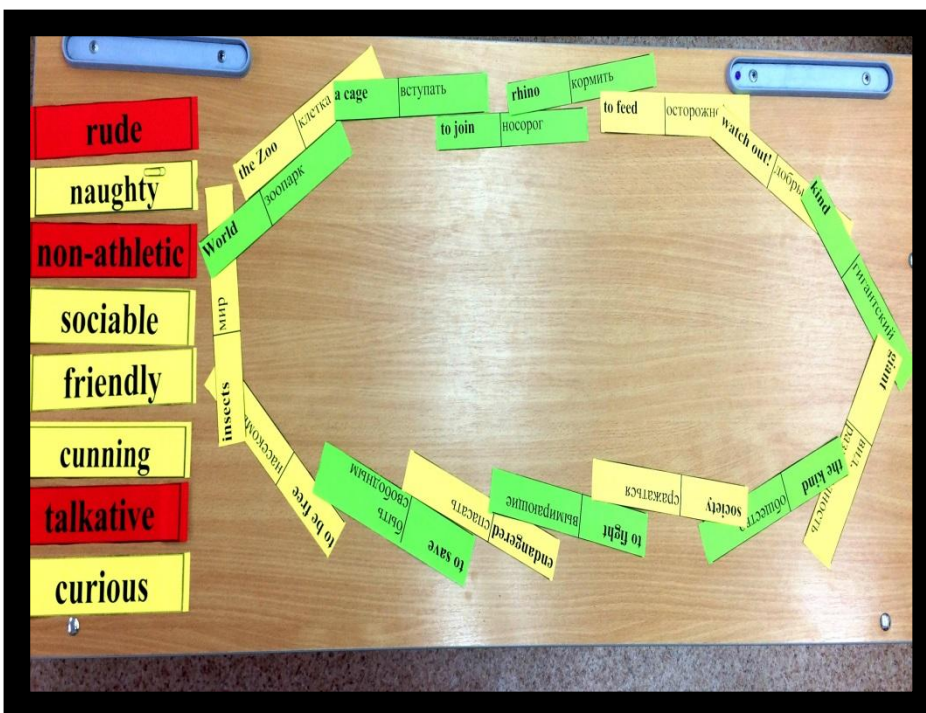 rude
naughty
non-athletic
sociable
friendly
cunning
talkative
curious
World зоопарк
the Zoo клетка
a cage вступать
to join носорог
rhino кормить
to feed осторожно
watch out!
kind гигантский
giant
the kind
society сражаться
to fight вымирающие
endangered спасать
to save быть
свободным
to be free
insects мир